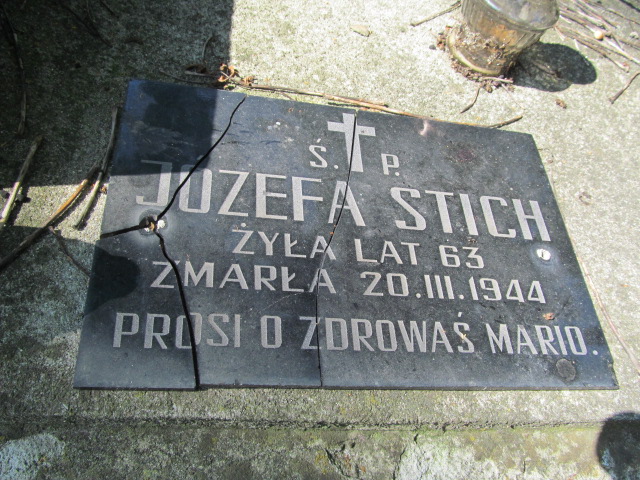 Ś. P.
JÓZEFA STICH
ŻYŁA LAT 63
ZMARŁA 20.III.1944
PROSI O ZDROWAŚ MARIO.